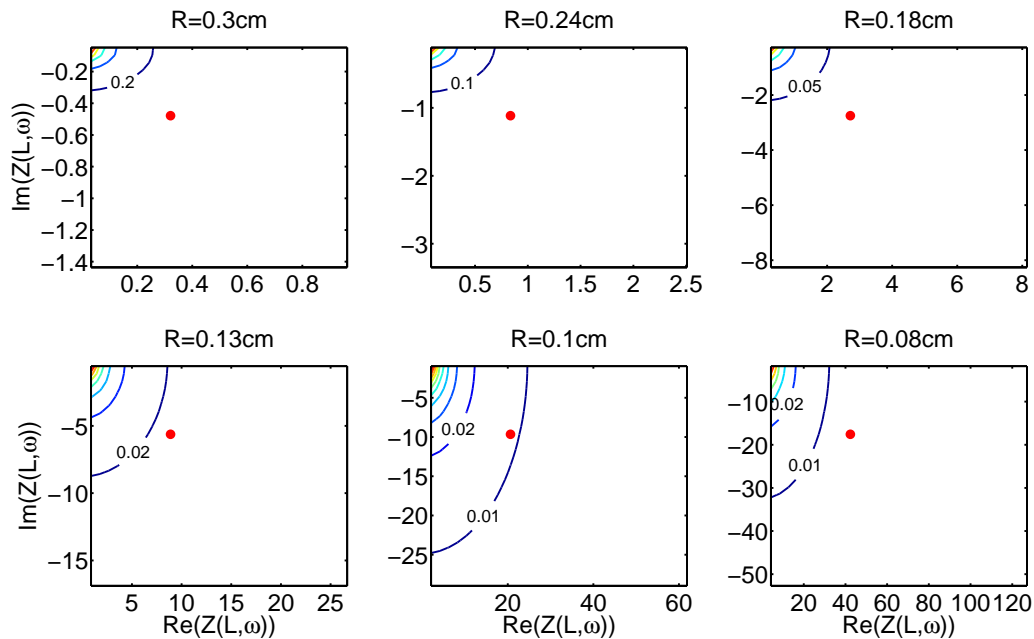 R=0.3cm
R=0.24cm
R=0.18cm
−0.2
−0.4
−0.6
−0.8
−1
−1.2
−1.4
Im(Z(L,ω))
0.2
0.2 0.4 0.6 0.8
−1
−2
−3
0.1
0.5 1 1.5 2 2.5
−2
−4
−6
−8
0.05
2 4 6 8
R=0.13cm
R=0.1cm
R=0.08cm
−5
−10
−15
Im(Z(L,ω))
0.02
5 10 15 20 25
Re(Z(L,ω))
−5
−10
−15
−20
−25
0.02
0.01
20 40 60
Re(Z(L,ω))
−10
−20
−30
−40
−50
0.02
0.01
20 40 60 80 100 120
Re(Z(L,ω))